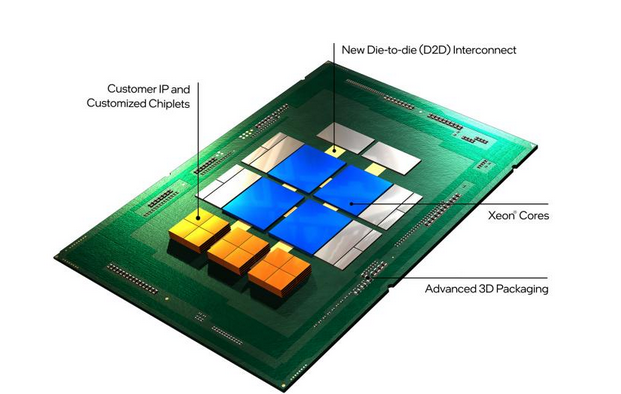 New Die-to-die (D2D) Interconnect
Customer IP and
Customized Chiplets
Xeon® Cores
Advanced 3D Packaging